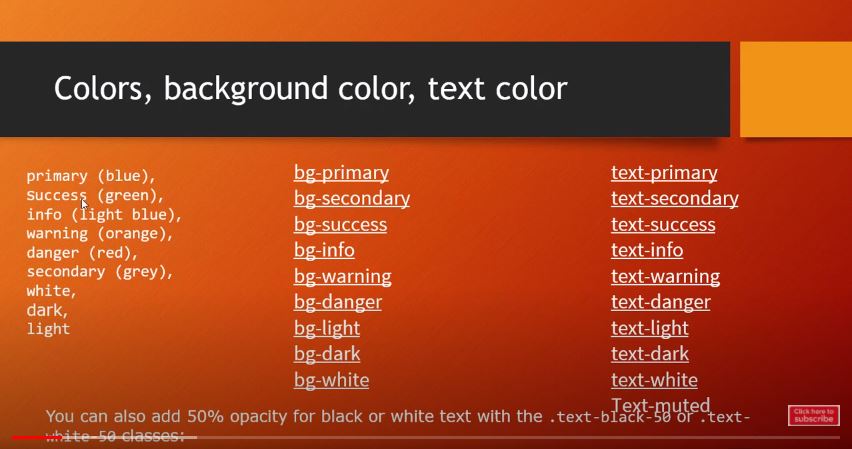 Colors, background color, text color
primary (blue),
Success (green),
info (light blue),
warning (orange),
danger (red),
secondary (grey),
white,
dark,
light
bg-primary
bg-secondary
bg-success
bg-info
bg-warning
bg-danger
bg-light
bg-dark
bg-white
text-primary
text-secondary
text-success
text-info
text-warning
text-danger
text-light
text-dark
text-white
Text-muted
You can also add 50% opacity for black or white text with the .text-black-50 or .text-
white-50 classes:
Click here to
subscribe